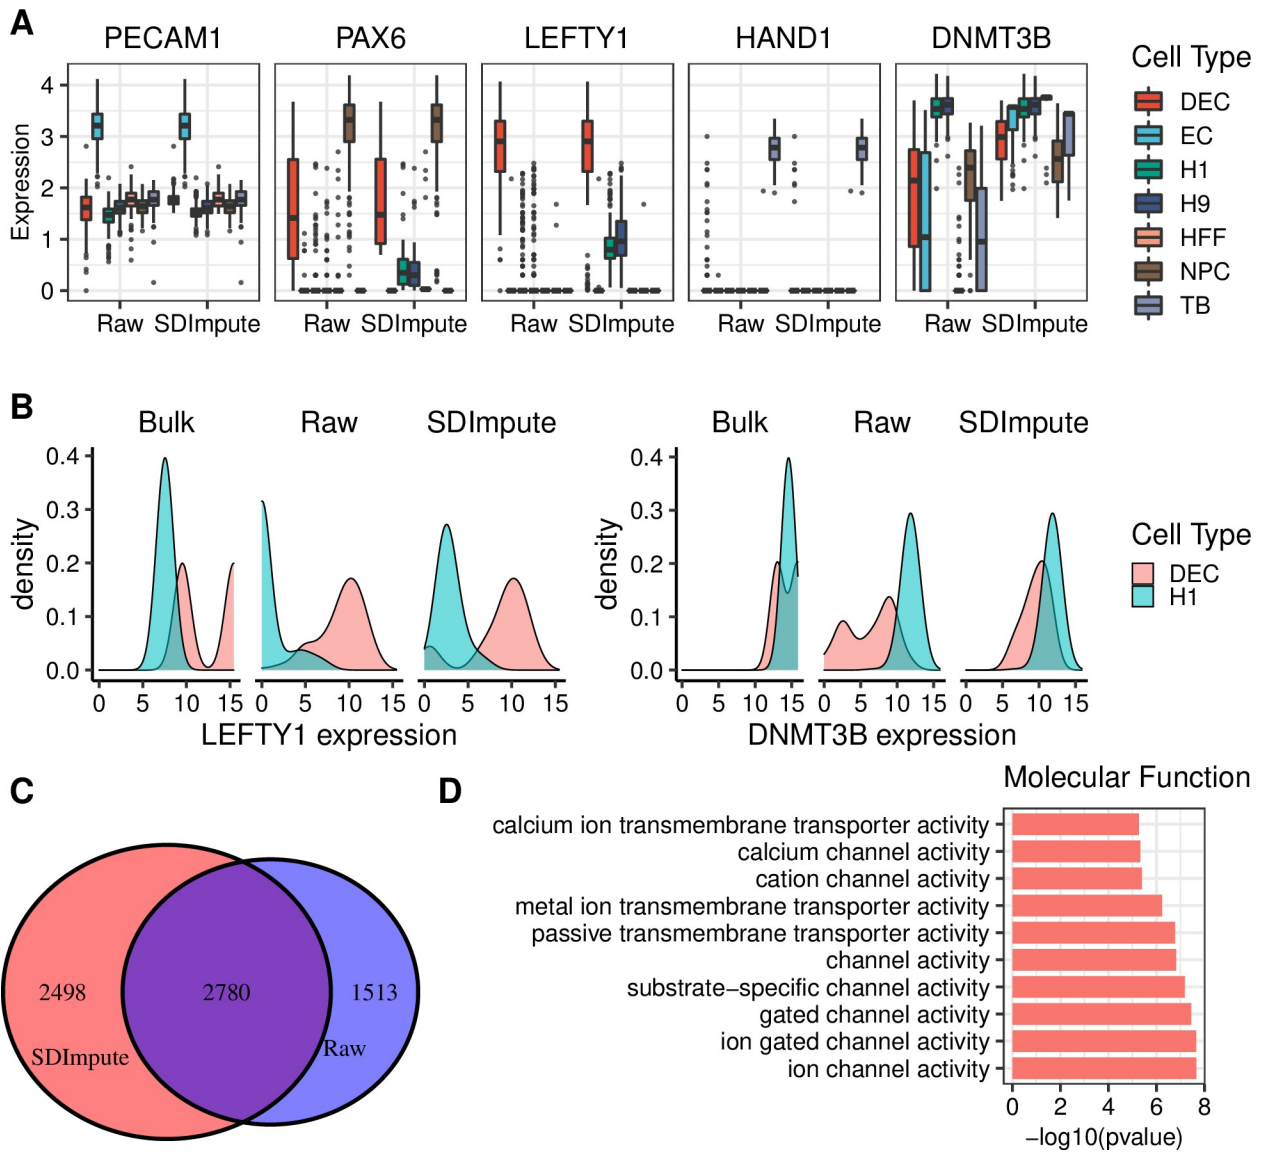 A
PECAM1 PAX6 LEFTY1 HAND1 DNMT3B
Expression
4
3
2
1
0
Raw SDImpute Raw SDImpute Raw SDImpute Raw SDImpute Raw SDImpute
Cell Type
DEC
EC
H1
H9
HFF
NPC
TB
B
Bulk Raw SDImpute
density
0.4
0.3
0.2
0.1
0.0
0 5 10 15 0 5 10 15 0 5 10 15
LEFTY1 expression
Bulk Raw SDImpute
density
0.4
0.3
0.2
0.1
0.0
0 5 10 15 0 5 10 15 0 5 10 15
DNMT3B expression
Cell Type
DEC
H1
C
2498 2780 1513
SDImpute Raw
D
Molecular Function
calcium ion transmembrane transporter activity
calcium channel activity
cation channel activity
metal ion transmembrane transporter activity
passive transmembrane transporter activity
channel activity
substrate−specific channel activity
gated channel activity
ion gated channel activity
ion channel activity
0 2 4 6 8
−log10(pvalue)